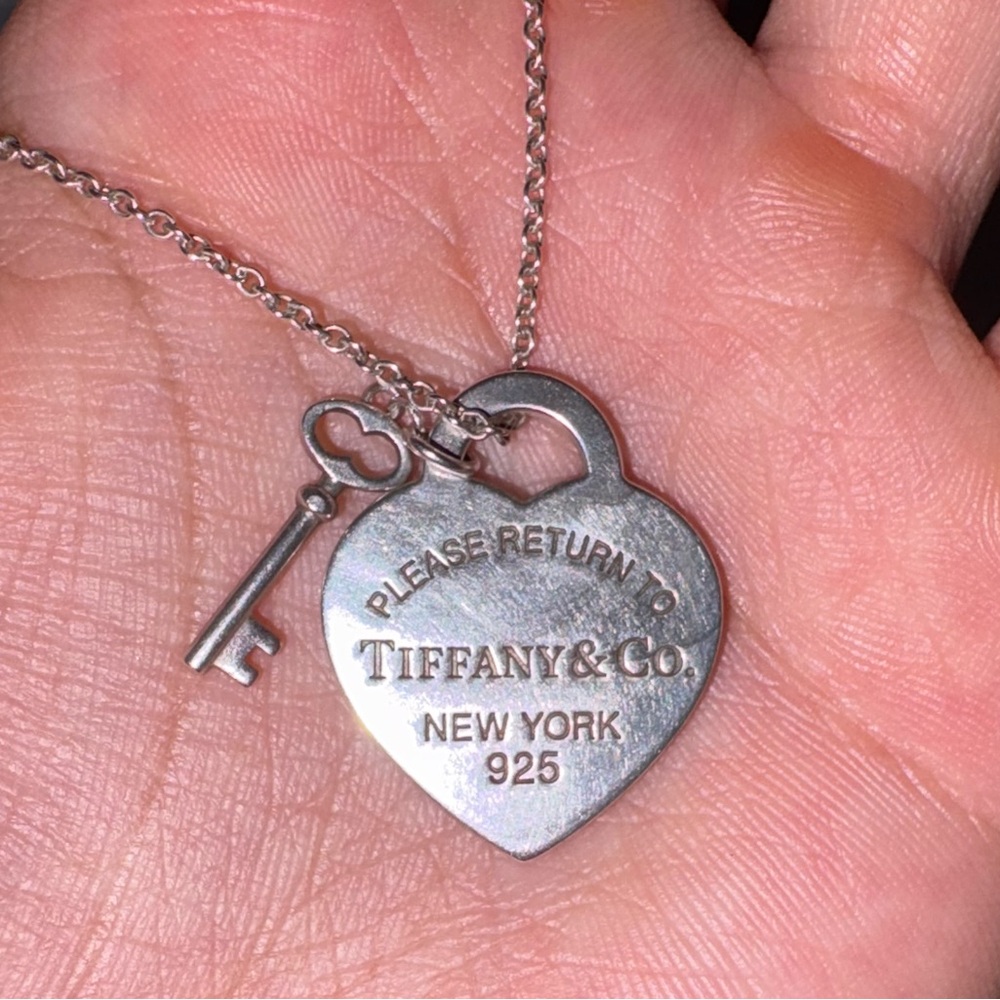 PLEASE RETURN TO
TIFFANY & CO.
NEW YORK
925